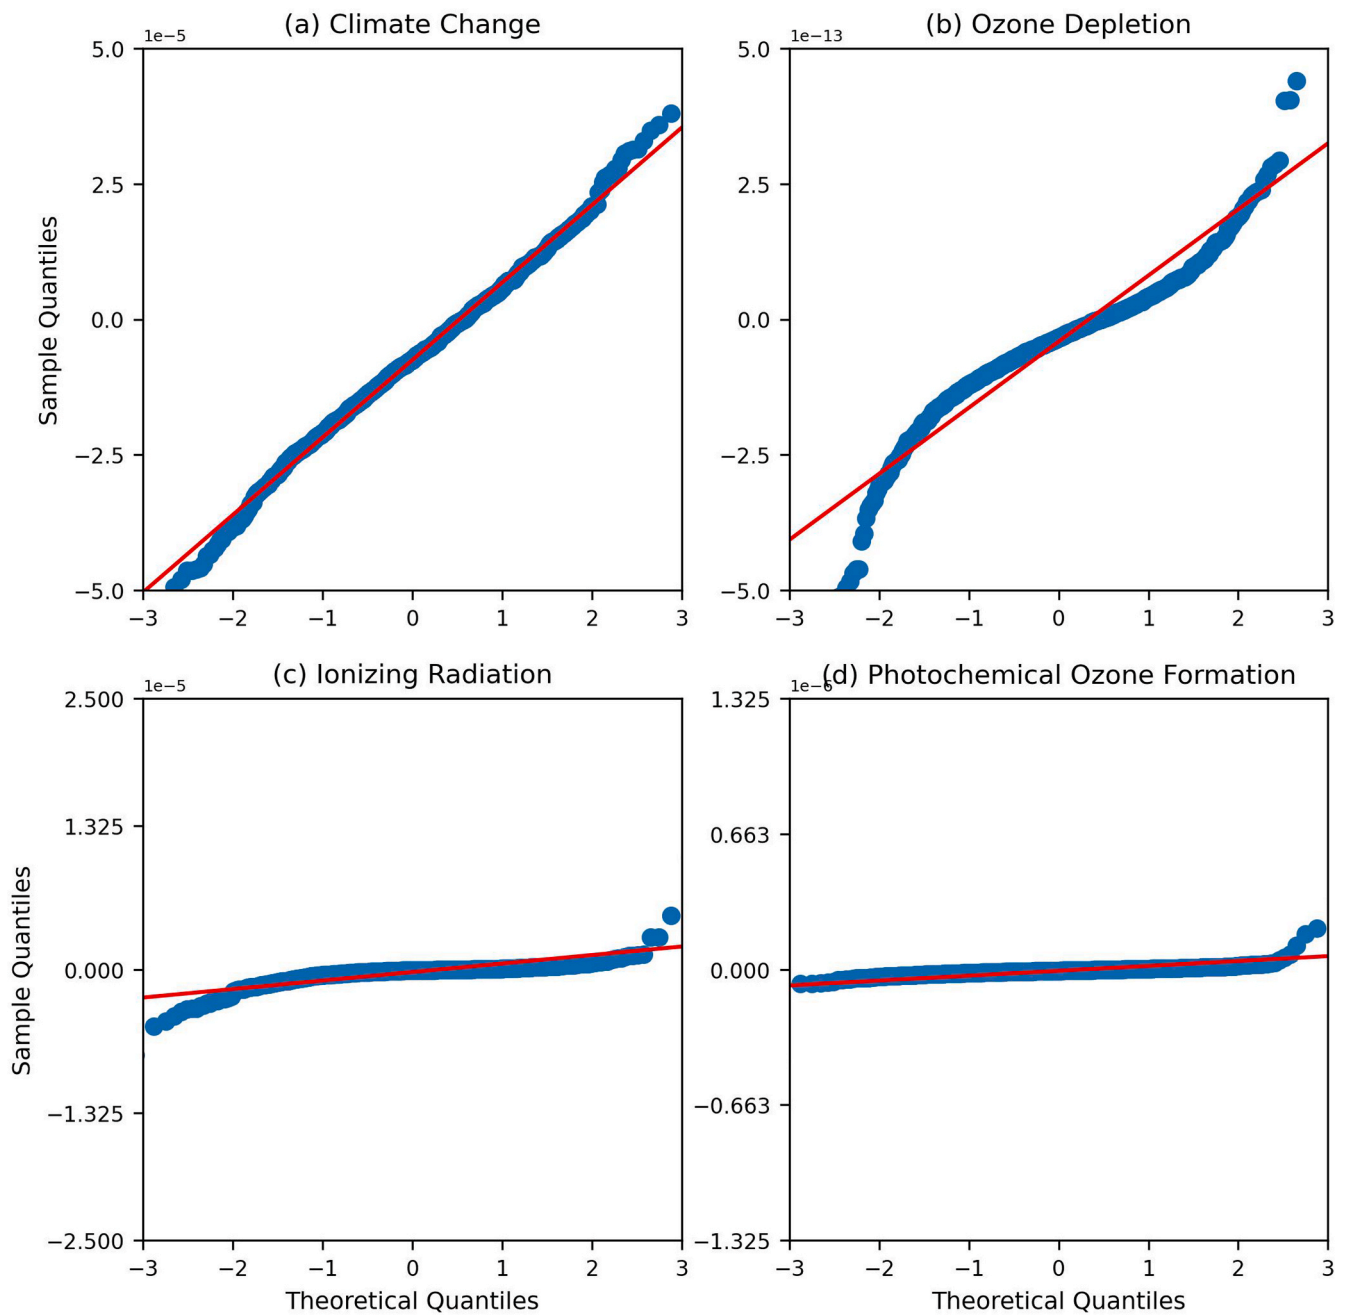 (a) Climate Change
1e−5
5.0
2.5
0.0
−2.5
−5.0
Sample Quantiles
−3 −2 −1 0 1 2 3
(b) Ozone Depletion
1e−13
5.0
2.5
0.0
−2.5
−5.0
−3 −2 −1 0 1 2 3
(c) Ionizing Radiation
1e−5
2.500
1.325
0.000
−1.325
−2.500
Sample Quantiles
−3 −2 −1 0 1 2 3
Theoretical Quantiles
(d) Photochemical Ozone Formation
1e−6
1.325
0.663
0.000
−0.663
−1.325
−3 −2 −1 0 1 2 3
Theoretical Quantiles